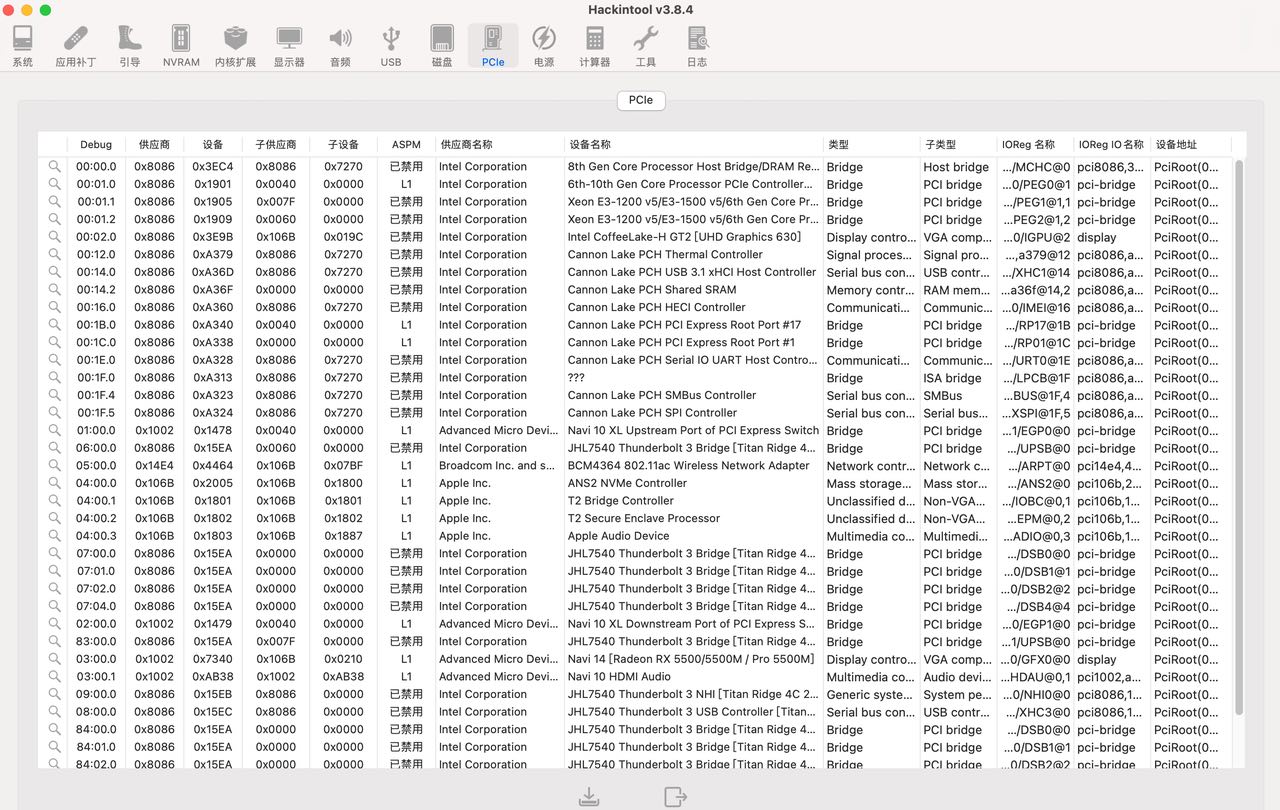 Hackintool v3.8.4
系统 应用补丁 引导 NVRAM 内核扩展 显示器 音频 USB 磁盘 PCIe 电源 计算器 工具 日志
PCIe
Debug 供应商 设备 子供应商 子设备 ASPM 供应商名称 设备名称 类型 子类型 IOReg 名称 IOReg IO 名称 设备地址
00:00.0 0x8086 0x3EC4 0x8086 0x7270 已禁用 Intel Corporation 8th Gen Core Processor Host Bridge/DRAM Re... Bridge Host bridge .../MCHC@0 pci8086,3... PciRoot(0...
00:01.0 0x8086 0x1901 0x0040 0x0000 L1 Intel Corporation 6th-10th Gen Core Processor PCIe Controller... Bridge PCI bridge ...0/PEG0@1 pci-bridge PciRoot(0...
00:01.1 0x8086 0x1905 0x007F 0x0000 已禁用 Intel Corporation Xeon E3-1200 v5/E3-1500 v5/6th Gen Core Pr... Bridge PCI bridge .../PEG1@1,1 pci-bridge PciRoot(0...
00:01.2 0x8086 0x1909 0x0060 0x0000 已禁用 Intel Corporation Xeon E3-1200 v5/E3-1500 v5/6th Gen Core Pr... Bridge PCI bridge ...PEG2@1,2 pci-bridge PciRoot(0...
00:02.0 0x8086 0x3E9B 0x106B 0x019C 已禁用 Intel Corporation Intel CoffeeLake-H GT2 [UHD Graphics 630] Display contro... VGA comp... ...0/IGPU@2 display PciRoot(0...
00:12.0 0x8086 0xA379 0x8086 0x7270 已禁用 Intel Corporation Cannon Lake PCH Thermal Controller Signal proces... Signal pro... ...,a379@12 pci8086,a... PciRoot(0...
00:14.0 0x8086 0xA36D 0x8086 0x7270 已禁用 Intel Corporation Cannon Lake PCH USB 3.1 xHCI Host Controller Serial bus con... USB contr... .../XHC1@14 pci8086,a... PciRoot(0...
00:14.2 0x8086 0xA36F 0x0000 0x0000 已禁用 Intel Corporation Cannon Lake PCH Shared SRAM Memory contr... RAM mem... ...a36f@14,2 pci8086,a... PciRoot(0...
00:16.0 0x8086 0xA360 0x8086 0x7270 已禁用 Intel Corporation Cannon Lake PCH HECI Controller Communicati... Communic... ...0/IMEI@16 pci8086,a... PciRoot(0...
00:1B.0 0x8086 0xA340 0x0040 0x0000 L1 Intel Corporation Cannon Lake PCH PCI Express Root Port #17 Bridge PCI bridge .../RP17@1B pci-bridge PciRoot(0...
00:1C.0 0x8086 0xA338 0x0000 0x0000 L1 Intel Corporation Cannon Lake PCH PCI Express Root Port #1 Bridge PCI bridge .../RP01@1C pci-bridge PciRoot(0...
00:1E.0 0x8086 0xA328 0x8086 0x7270 已禁用 Intel Corporation Cannon Lake PCH Serial IO UART Host Contro... Communicati... Communic... .../URT0@1E pci8086,a... PciRoot(0...
00:1F.0 0x8086 0xA313 0x8086 0x7270 已禁用 Intel Corporation ??? Bridge ISA bridge .../LPCB@1F pci8086,a... PciRoot(0...
00:1F.4 0x8086 0xA323 0x8086 0x7270 已禁用 Intel Corporation Cannon Lake PCH SMBus Controller Serial bus con... SMBus ...BUS@1F,4 pci8086,a... PciRoot(0...
00:1F.5 0x8086 0xA324 0x8086 0x7270 已禁用 Intel Corporation Cannon Lake PCH SPI Controller Serial bus con... Serial bus... ...XSPI@1F,5 pci8086,a... PciRoot(0...
01:00.0 0x1002 0x1478 0x0040 0x0000 L1 Advanced Micro Devi... Navi 10 XL Upstream Port of PCI Express Switch Bridge PCI bridge ...1/EGP0@0 pci-bridge PciRoot(0...
06:00.0 0x8086 0x15EA 0x0060 0x0000 已禁用 Intel Corporation JHL7540 Thunderbolt 3 Bridge [Titan Ridge 4... Bridge PCI bridge .../UPSB@0 pci-bridge PciRoot(0...
05:00.0 0x14E4 0x4464 0x106B 0x07BF L1 Broadcom Inc. and s... BCM4364 802.11ac Wireless Network Adapter Network contr... Network c... .../ARPT@0 pci14e4,4... PciRoot(0...
04:00.0 0x106B 0x2005 0x106B 0x1800 L1 Apple Inc. ANS2 NVMe Controller Mass storage... Mass stor... .../ANS2@0 pci106b,2... PciRoot(0...
04:00.1 0x106B 0x1801 0x106B 0x1801 L1 Apple Inc. T2 Bridge Controller Unclassified d... Non-VGA... .../IOBC@0,1 pci106b,1... PciRoot(0...
04:00.2 0x106B 0x1802 0x106B 0x1802 L1 Apple Inc. T2 Secure Enclave Processor Unclassified d... Non-VGA... ...EPM@0,2 pci106b,1... PciRoot(0...
04:00.3 0x106B 0x1803 0x106B 0x1887 L1 Apple Inc. Apple Audio Device Multimedia co... Multimedi... ...ADIO@0,3 pci106b,1... PciRoot(0...
07:00.0 0x8086 0x15EA 0x0000 0x0000 已禁用 Intel Corporation JHL7540 Thunderbolt 3 Bridge [Titan Ridge 4... Bridge PCI bridge .../DSB0@0 pci-bridge PciRoot(0...
07:01.0 0x8086 0x15EA 0x0000 0x0000 已禁用 Intel Corporation JHL7540 Thunderbolt 3 Bridge [Titan Ridge 4... Bridge PCI bridge ...0/DSB1@1 pci-bridge PciRoot(0...
07:02.0 0x8086 0x15EA 0x0000 0x0000 已禁用 Intel Corporation JHL7540 Thunderbolt 3 Bridge [Titan Ridge 4... Bridge PCI bridge ...0/DSB2@2 pci-bridge PciRoot(0...
07:04.0 0x8086 0x15EA 0x0000 0x0000 已禁用 Intel Corporation JHL7540 Thunderbolt 3 Bridge [Titan Ridge 4... Bridge PCI bridge .../DSB4@4 pci-bridge PciRoot(0...
02:00.0 0x1002 0x1479 0x0040 0x0000 L1 Advanced Micro Devi... Navi 10 XL Downstream Port of PCI Express S... Bridge PCI bridge ...0/EGP1@0 pci-bridge PciRoot(0...
83:00.0 0x8086 0x15EA 0x007F 0x0000 已禁用 Intel Corporation JHL7540 Thunderbolt 3 Bridge [Titan Ridge 4... Bridge PCI bridge ...1/UPSB@0 pci-bridge PciRoot(0...
03:00.0 0x1002 0x7340 0x106B 0x0210 L1 Advanced Micro Devi... Navi 14 [Radeon RX 5500/5500M / Pro 5500M] Display contro... VGA comp... ...0/GFX0@0 display PciRoot(0...
03:00.1 0x1002 0xAB38 0x1002 0xAB38 L1 Advanced Micro Devi... Navi 10 HDMI Audio Multimedia co... Audio devi... ...HDAU@0,1 pci1002,a... PciRoot(0...
09:00.0 0x8086 0x15EB 0x8086 0x0000 已禁用 Intel Corporation JHL7540 Thunderbolt 3 NHI [Titan Ridge 4C 2... Generic syste... System pe... ...0/NHI0@0 pci8086,1... PciRoot(0...
08:00.0 0x8086 0x15EC 0x8086 0x0000 已禁用 Intel Corporation JHL7540 Thunderbolt 3 USB Controller [Titan... Serial bus con... USB contr... .../XHC3@0 pci8086,1... PciRoot(0...
84:00.0 0x8086 0x15EA 0x0000 0x0000 已禁用 Intel Corporation JHL7540 Thunderbolt 3 Bridge [Titan Ridge 4... Bridge PCI bridge .../DSB0@0 pci-bridge PciRoot(0...
84:01.0 0x8086 0x15EA 0x0000 0x0000 已禁用 Intel Corporation JHL7540 Thunderbolt 3 Bridge [Titan Ridge 4... Bridge PCI bridge ...0/DSB1@1 pci-bridge PciRoot(0...
84:02.0 0x8086 0x15EA 0x0000 0x0000 已禁用 Intel Corporation JHL7540 Thunderbolt 3 Bridge [Titan Ridge 4... Bridge PCI bridge ...0/DSB2@2 pci-bridge PciRoot(0...